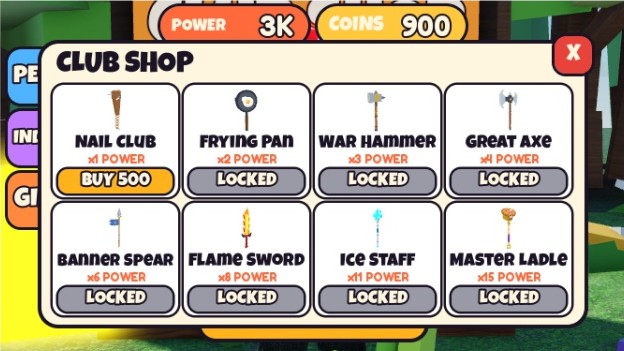 POWER 3K COINS 900
CLUB SHOP
X
NAIL CLUB
x1 POWER
BUY 500
FRYING PAN
x2 POWER
LOCKED
WAR HAMMER
x3 POWER
LOCKED
GREAT AXE
x4 POWER
LOCKED
BANNER SPEAR
x6 POWER
LOCKED
FLAME SWORD
x8 POWER
LOCKED
ICE STAFF
x11 POWER
LOCKED
MASTER LADLE
x15 POWER
LOCKED